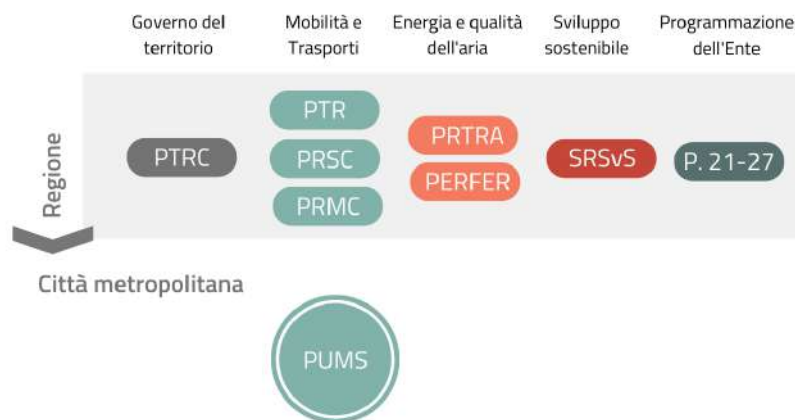 Governo del
territorio
Mobilità e
Trasporti
Energia e qualità
dell'aria
Sviluppo
sostenibile
Programmazione
dell'Ente
Regione
PTRC
PTR
PRSC
PRMC
PRTRA
PERFER
SRSvS
P. 21-27
Città metropolitana
PUMS